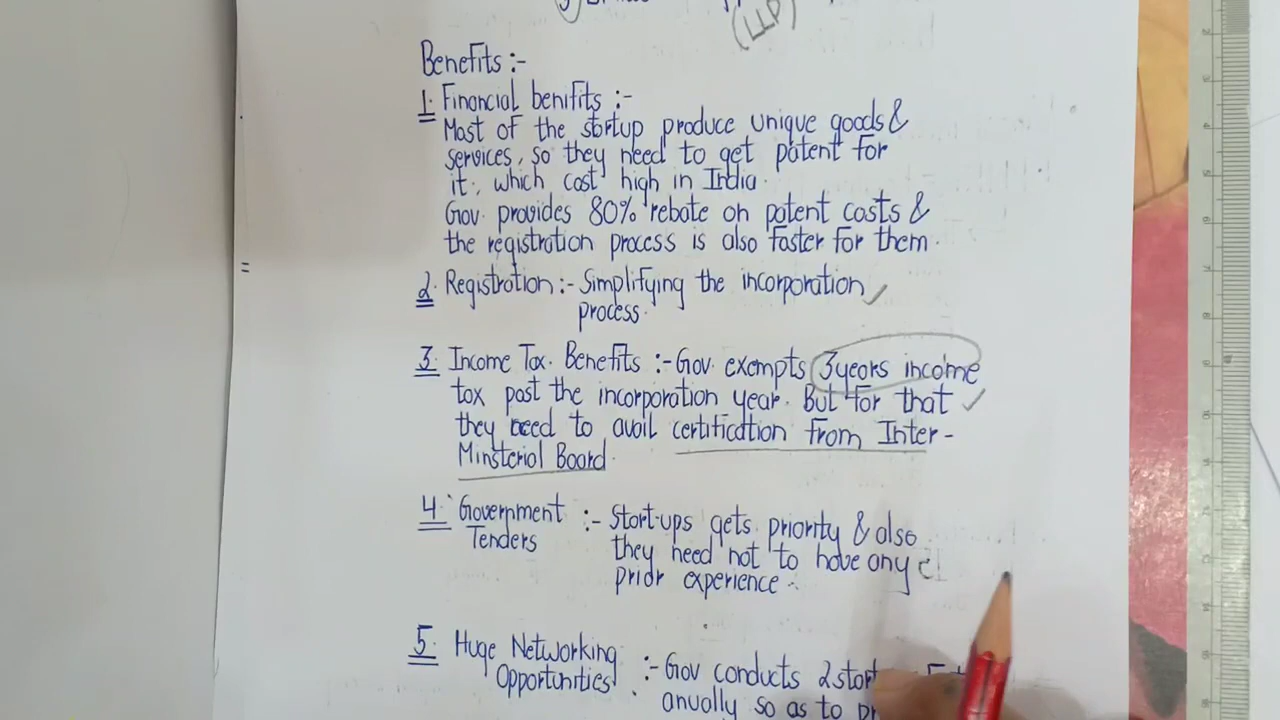 (LLP)
Benefits :-
1. Financial benifits :-
Most of the startup produce unique goods &
services, so they need to get patent for
it, which cost high in India.
Gov. provides 80% rebate on patent costs &
the registration process is also faster for them.
2. Registration :- Simplifying the incorporation
process.
3. Income Tax. Benefits :- Gov. exempts 3 years income
tax past the incorporation year. But for that
they need to avail certification from Inter-
Minsterial Board.
4. Government :- Start-ups gets priority & also
Tenders they need not to have any
prior experience.
5. Huge Networking :- Gov conducts 2
Opportunities anually so as to